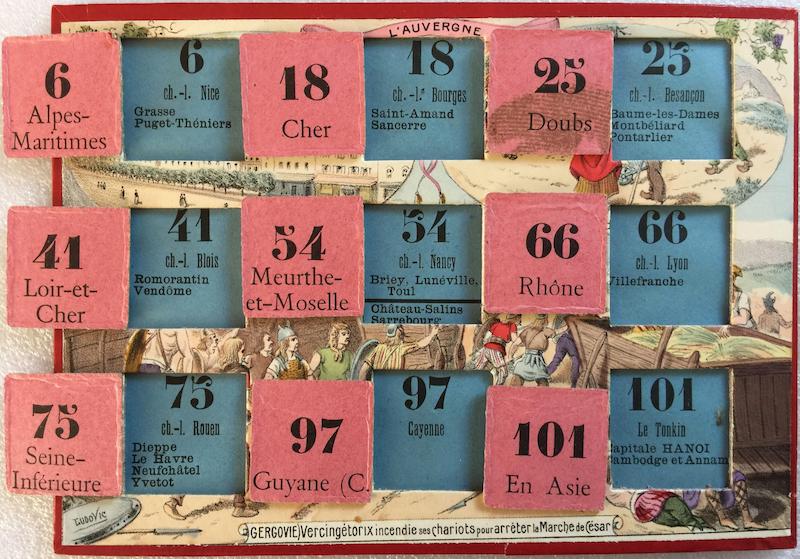 L'AUVERGNE
6
Alpes-
Maritimes
6
ch.-l. Nice
Grasse
Puget-Théniers
18
Cher
18
ch.-l. Bourges
Saint-Amand
Sancerre
25
Doubs
25
ch.-l. Besançon
Baume-les-Dames
Montbéliard
Pontarlier
41
Loir-et-
Cher
41
ch.-l. Blois
Romorantin
Vendôme
54
Meurthe-
et-Moselle
54
ch.-l. Nancy
Briey, Lunéville,
Toul
Château-Salins
Sarrebourg
66
Rhône
66
ch.-l. Lyon
Villefranche
75
Seine-
Inférieure
75
ch.-l. Rouen
Dieppe
Le Havre
Neufchâtel
Yvetot
97
Guyane (C.
97
Cayenne
101
En Asie
101
Le Tonkin
capitale HANOI
Cambodge et Annam
LUDOVIC
(GERGOVIE) Vercingétorix incendie ses chariots pour arrêter la Marche de César